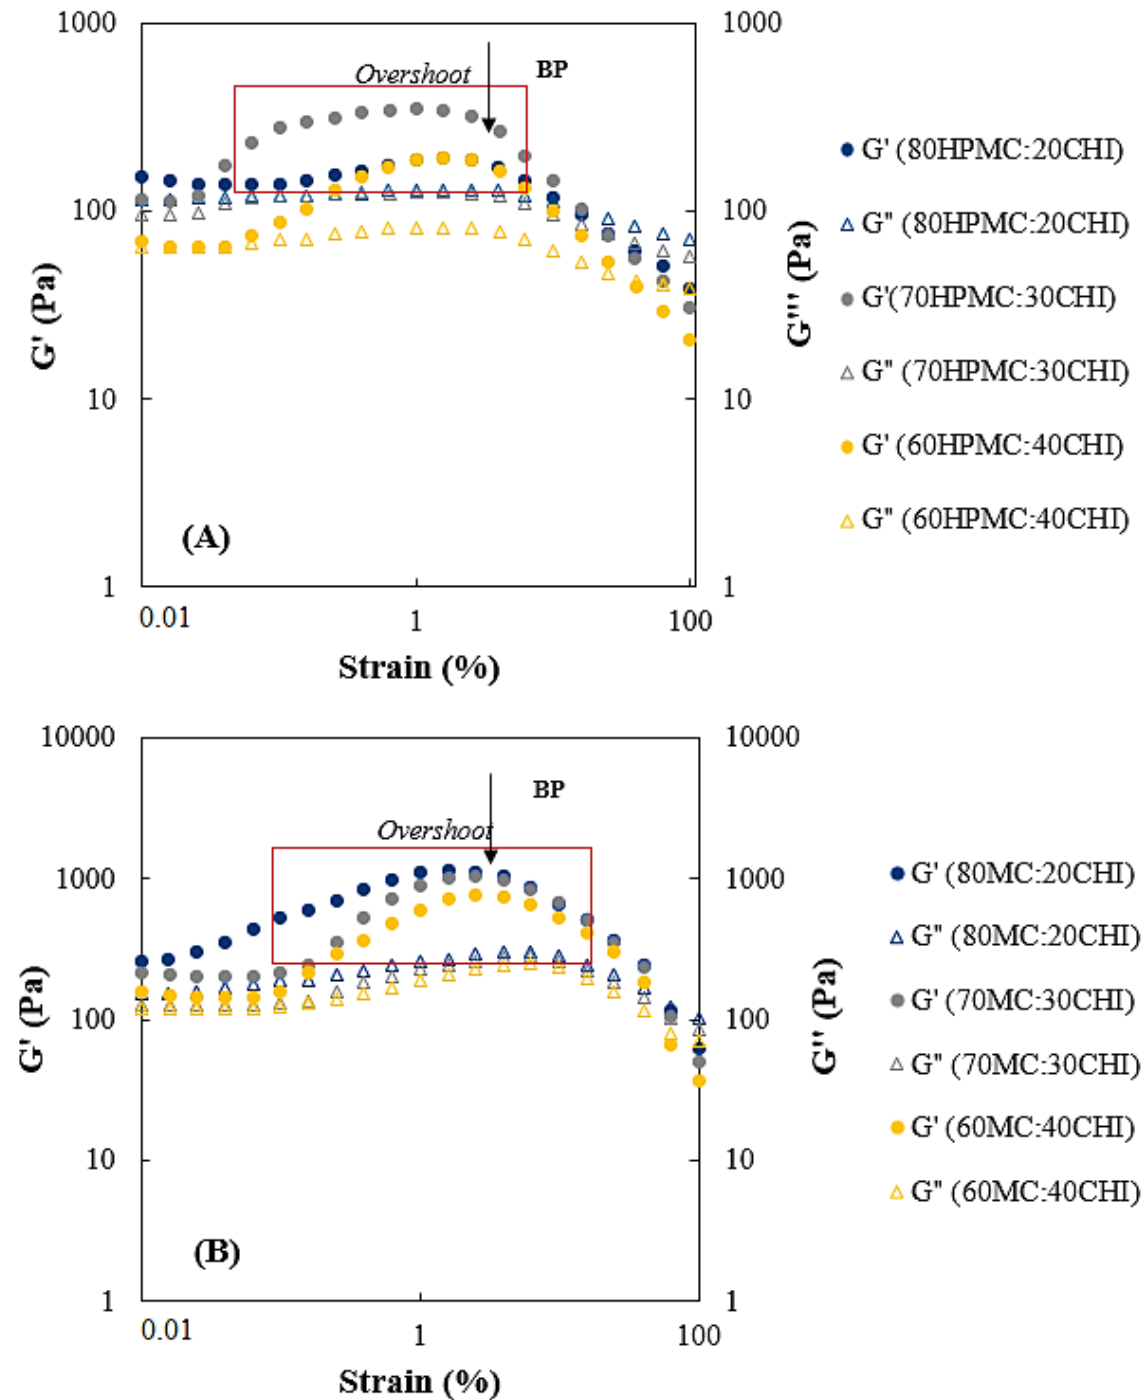 1000
1000
Overshoot
BP
G' (80HPMC:20CHI)
G'' (80HPMC:20CHI)
100
100
G' (Pa)
G''' (Pa)
G'(70HPMC:30CHI)
G'' (70HPMC:30CHI)
10
10
G' (60HPMC:40CHI)
G'' (60HPMC:40CHI)
(A)
1
1
0.01
1
100
Strain (%)
10000
10000
BP
Overshoot
1000
1000
G' (80MC:20CHI)
G'' (80MC:20CHI)
G' (Pa)
G'' (Pa)
100
100
G' (70MC:30CHI)
G'' (70MC:30CHI)
G' (60MC:40CHI)
10
10
G'' (60MC:40CHI)
(B)
1
1
0.01
1
100
Strain (%)